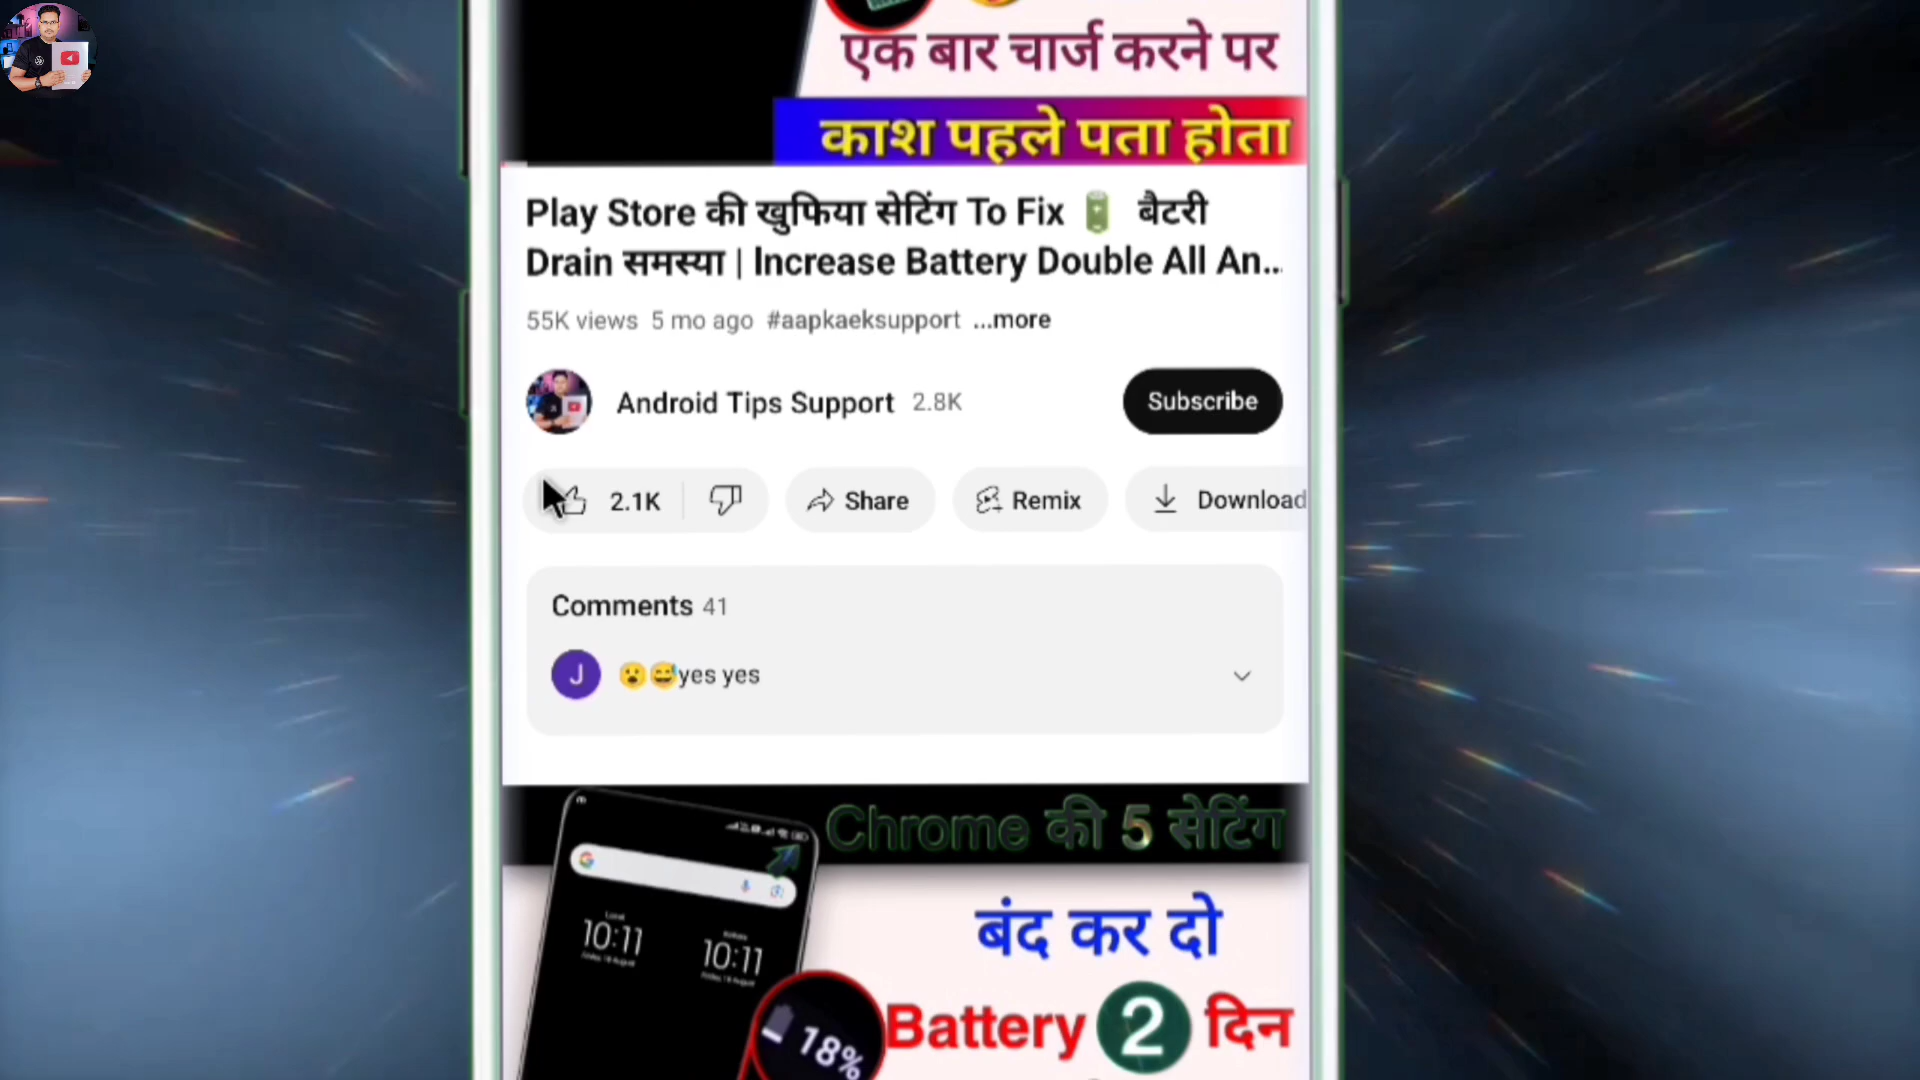 एक बार चार्ज करने पर
काश पहले पता होता
Play Store की खुफिया सेटिंग To Fix 🔋 बैटरी
Drain समस्या | Increase Battery Double All An...
55K views 5 mo ago #aapkaeksupport ...more
Android Tips Support 2.8K Subscribe
2.1K Share Remix Download
Comments 41
J 😮😅yes yes
Chrome की 5 सेटिंग
बंद कर दो
10:11 10:11
Battery 2 दिन
18%